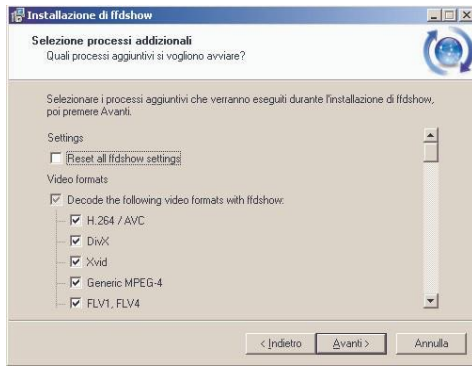 Installazione di ffdshow
Selezione processi addizionali
Quali processi aggiuntivi si vogliono avviare?
Selezionare i processi aggiuntivi che verranno eseguiti durante l'installazione di ffdshow,
poi premere Avanti.
Settings
Reset all ffdshow settings
Video formats
Decode the following video formats with ffdshow:
H.264 / AVC
DivX
Xvid
Generic MPEG-4
FLV1, FLV4
< Indietro
Avanti >
Annulla